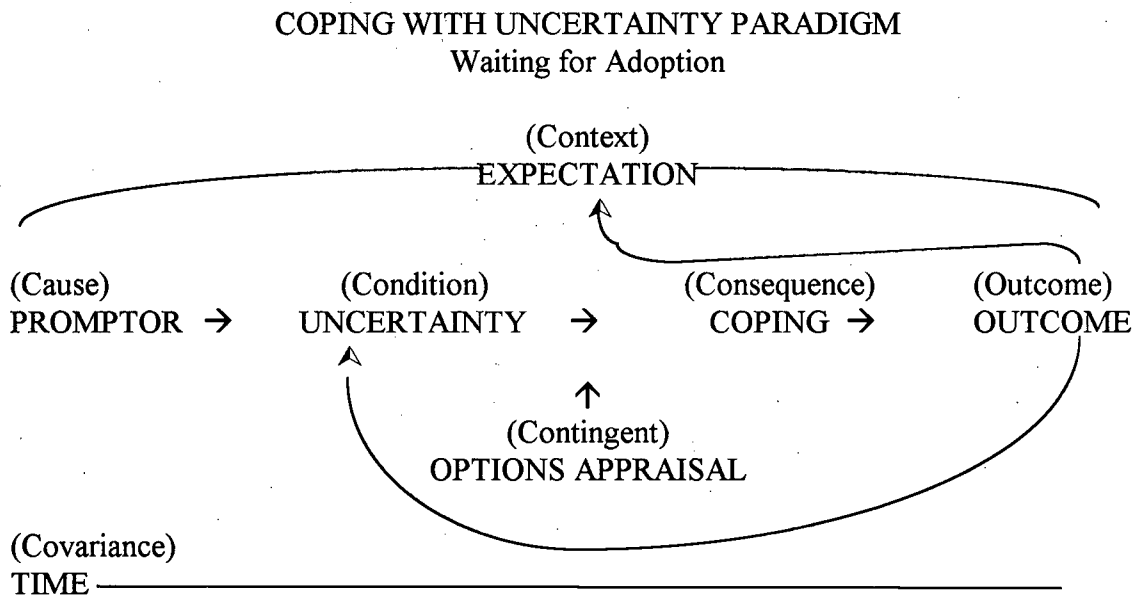 COPING WITH UNCERTAINTY PARADIGM
Waiting for Adoption
(Context)
EXPECTATION
(Cause) (Condition) (Consequence) (Outcome)
PROMPTOR → UNCERTAINTY → COPING → OUTCOME
(Contingent)
OPTIONS APPRAISAL
(Covariance)
TIME